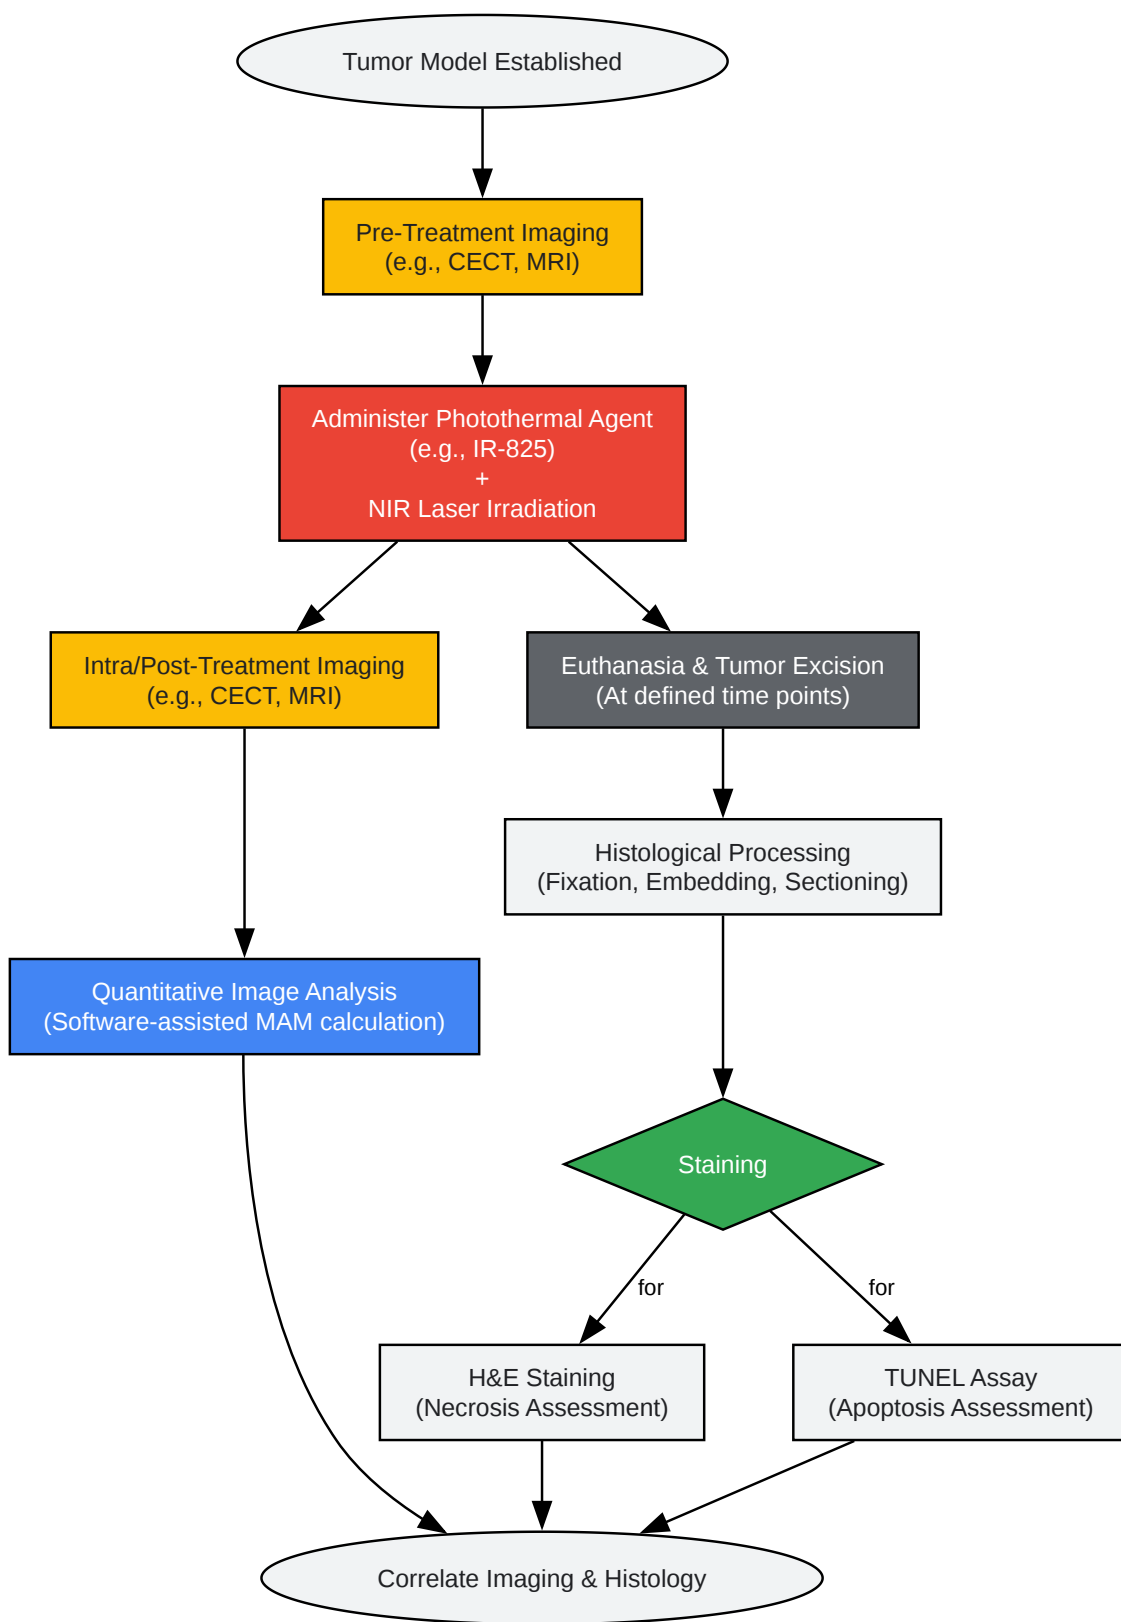 Tumor Model Established
Pre-Treatment Imaging
(e.g., CECT, MRI)
Administer Photothermal Agent
(e.g., IR-825)
+
NIR Laser Irradiation
Intra/Post-Treatment Imaging
(e.g., CECT, MRI)
Euthanasia & Tumor Excision
(At defined time points)
Histological Processing
(Fixation, Embedding, Sectioning)
Quantitative Image Analysis
(Software-assisted MAM calculation)
Staining
for
for
H&E Staining
(Necrosis Assessment)
TUNEL Assay
(Apoptosis Assessment)
Correlate Imaging & Histology